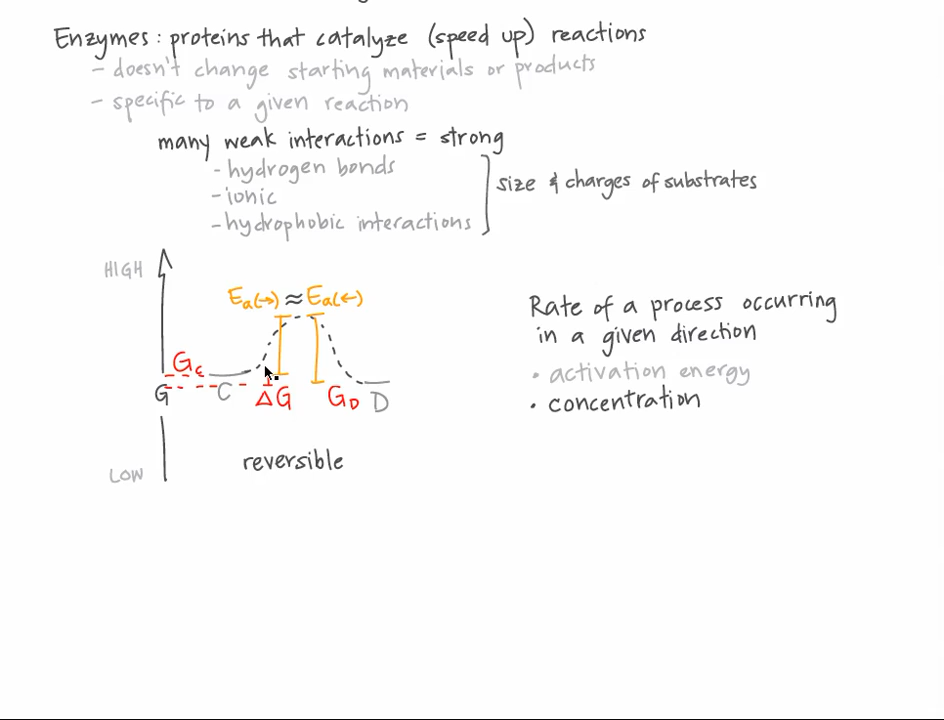 Enzymes: proteins that catalyze (speed up) reactions
- doesn't change starting materials or products
- specific to a given reaction
many weak interactions = strong
- hydrogen bonds
- ionic
- hydrophobic interactions
size & charges of substrates
HIGH
Ea(→) ≈ Ea(←)
Gc
G
C
ΔG
GD
D
LOW
reversible
Rate of a process occurring
in a given direction
• activation energy
• concentration